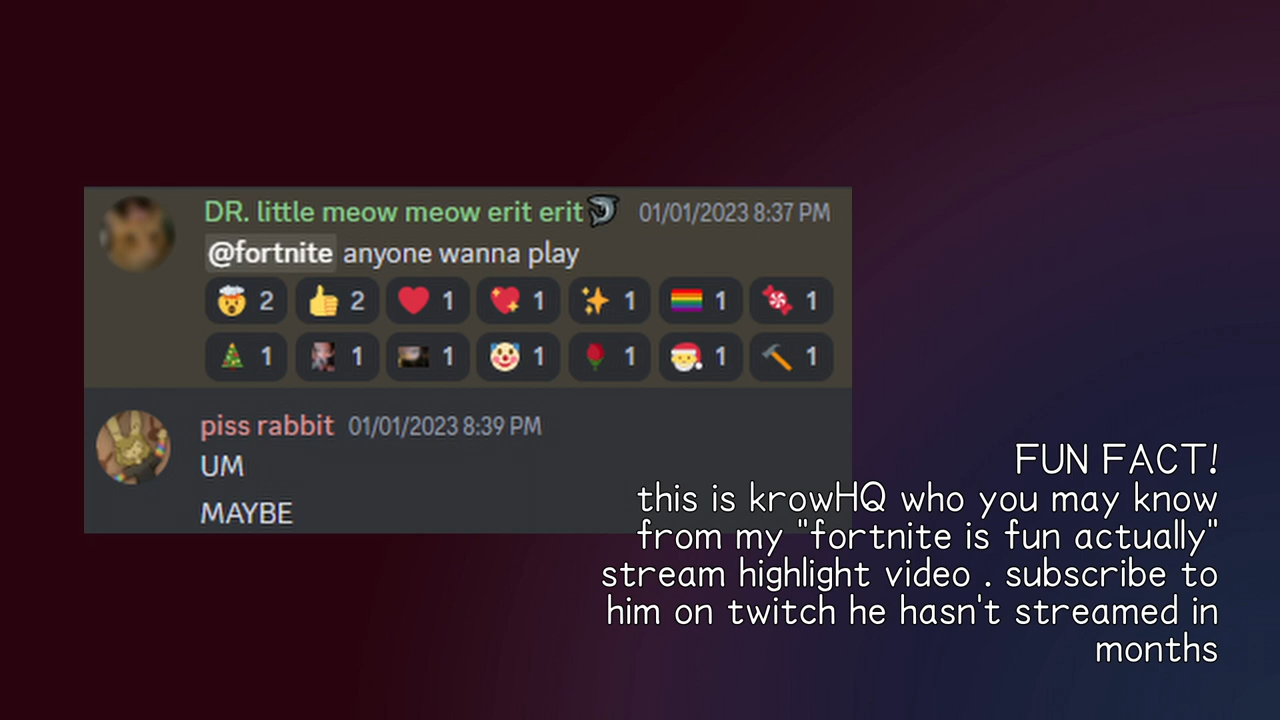 DR. little meow meow erit erit 01/01/2023 8:37 PM
@fortnite anyone wanna play
2 2 1 1 1 1 1
1 1 1 1 1 1 1
piss rabbit 01/01/2023 8:39 PM
UM
MAYBE
FUN FACT!
this is krowHQ who you may know
from my "fortnite is fun actually"
stream highlight video . subscribe to
him on twitch he hasn't streamed in
months